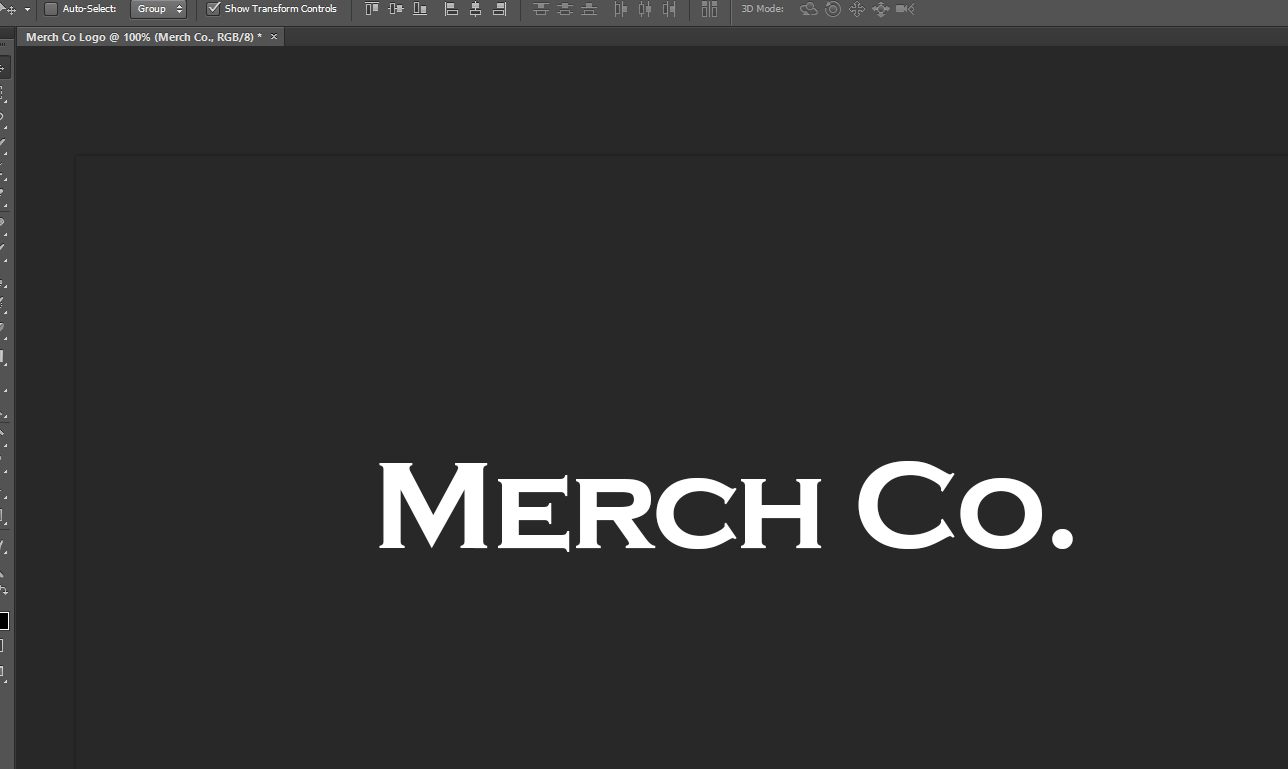 Auto-Select: Group Show Transform Controls 3D Mode:
Merch Co Logo @ 100% (Merch Co., RGB/8) * ×
Merch Co.